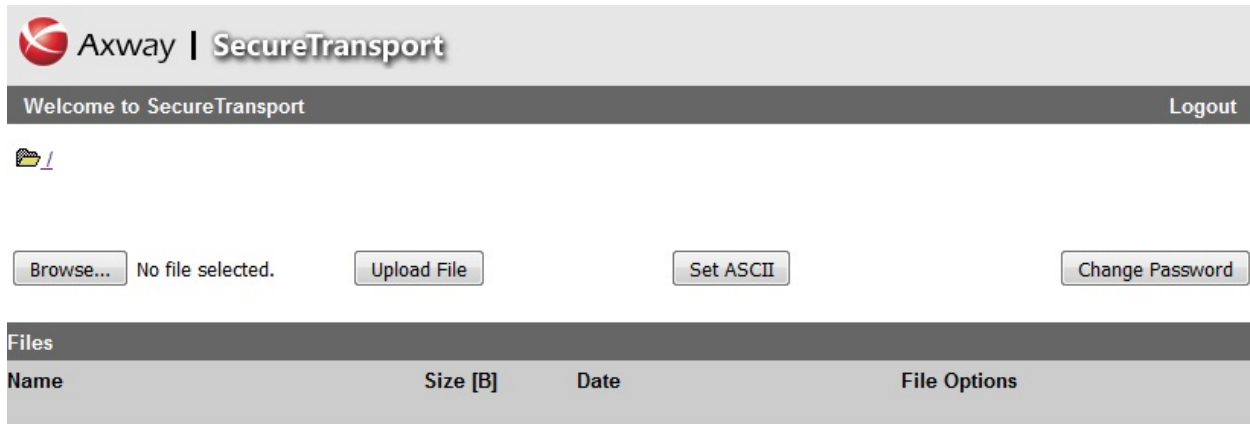 Axway | SecureTransport
Welcome to SecureTransport Logout
/
Browse... No file selected. Upload File Set ASCII Change Password
Files
Name Size [B] Date File Options